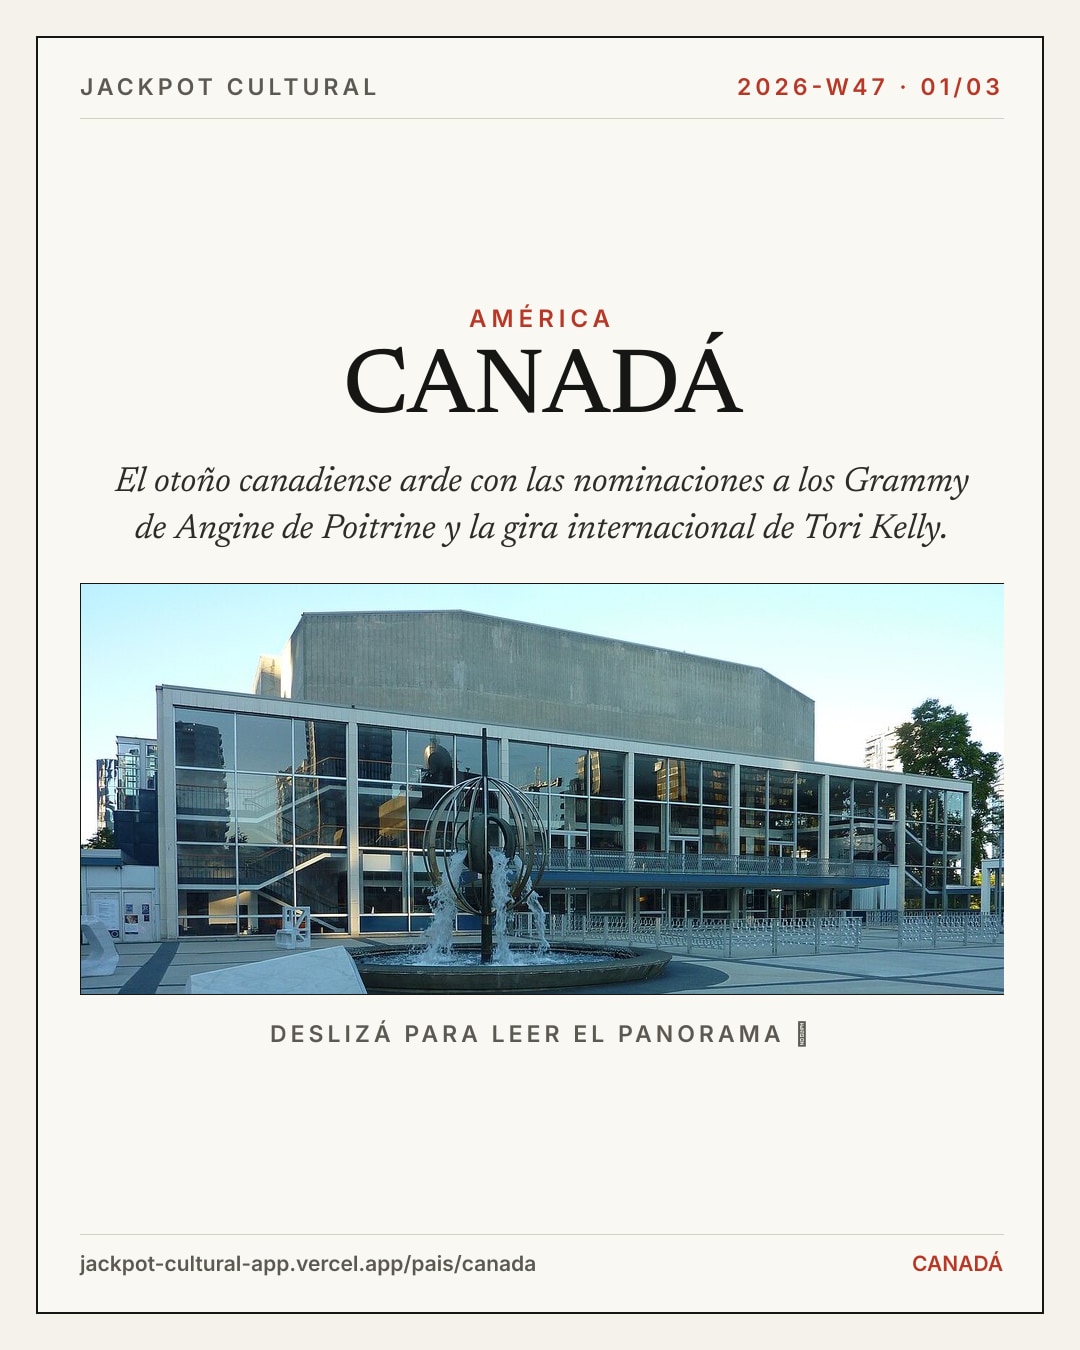 JACKPOT CULTURAL
2026-W47 · 01/03
AMÉRICA
CANADÁ
El otoño canadiense arde con las nominaciones a los Grammy
de Angine de Poitrine y la gira internacional de Tori Kelly.
DESLIZÁ PARA LEER EL PANORAMA
jackpot-cultural-app.vercel.app/pais/canada
CANADÁ